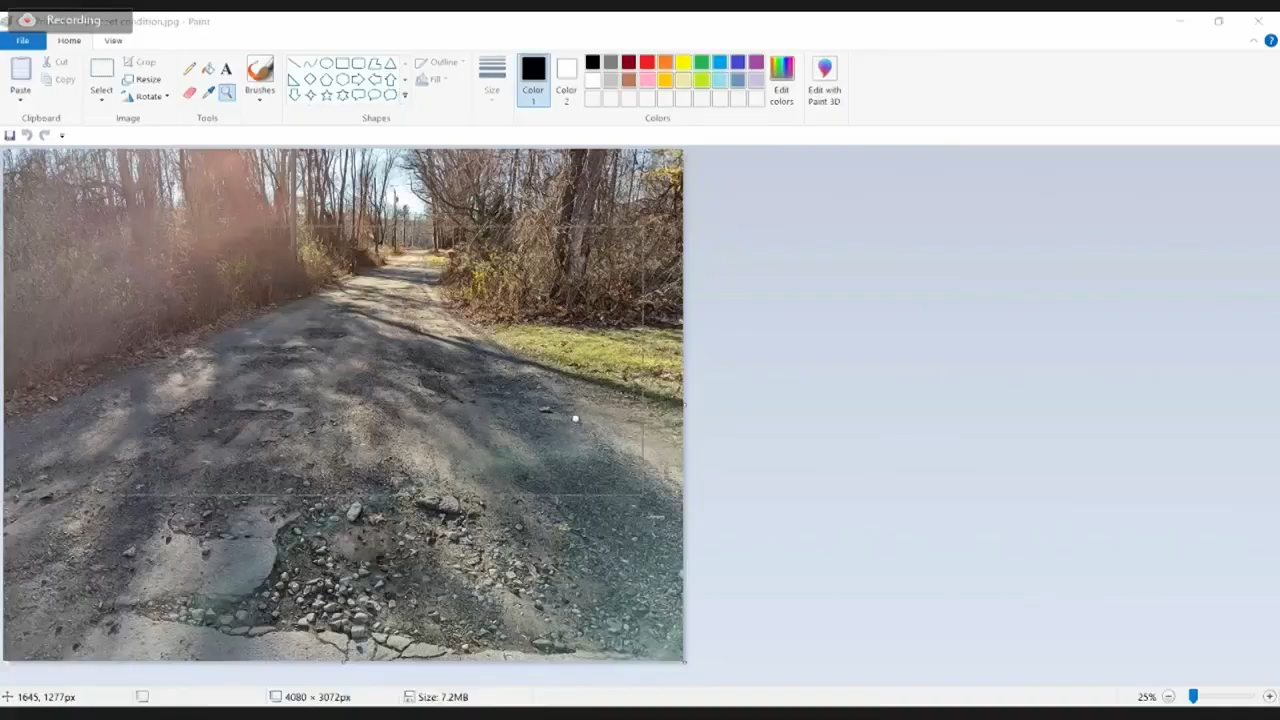 Recording...
condition.jpg - Paint
File Home View
Paste
Cut
Copy
Clipboard
Select
Crop
Resize
Rotate
Image
A
Tools
Brushes
Shapes
Outline
Fill
Size
Color
1
Color
2
Edit
colors
Colors
Edit with
Paint 3D
?
1645, 1277px
4080 × 3072px
Size: 7.2MB
25%